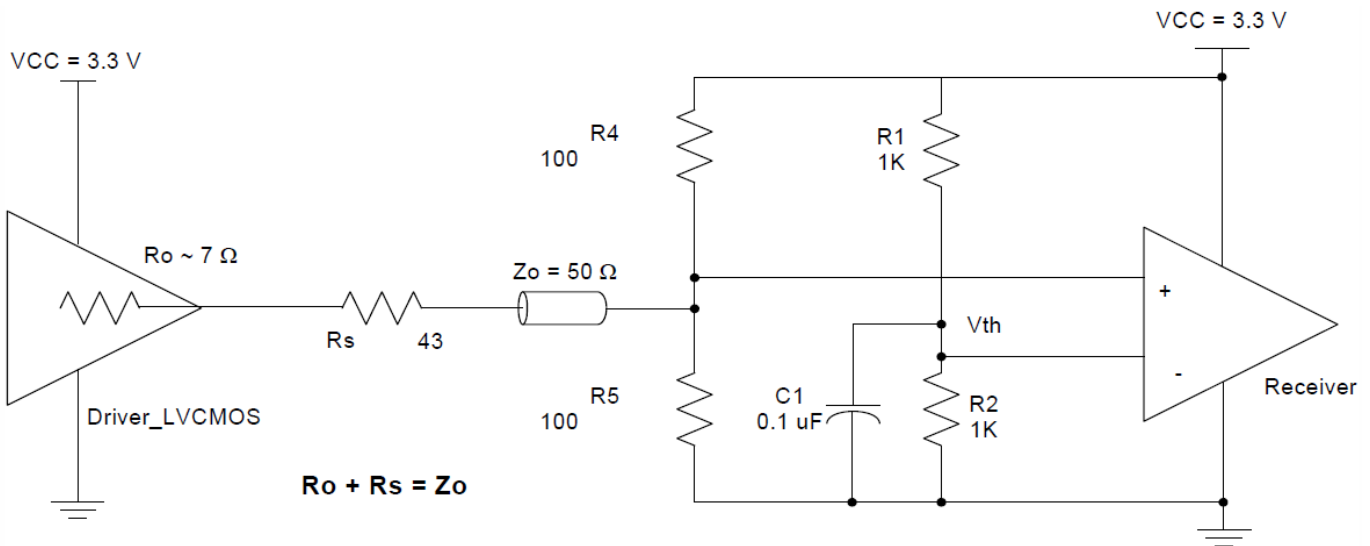 VCC = 3.3 V
VCC = 3.3 V
R4
100
R1
1K
Ro ~ 7 Ω
Zo = 50 Ω
+
Rs 43
Vth
-
Receiver
Driver_LVCMOS
R5
100
C1
0.1 uF
R2
1K
Ro + Rs = Zo